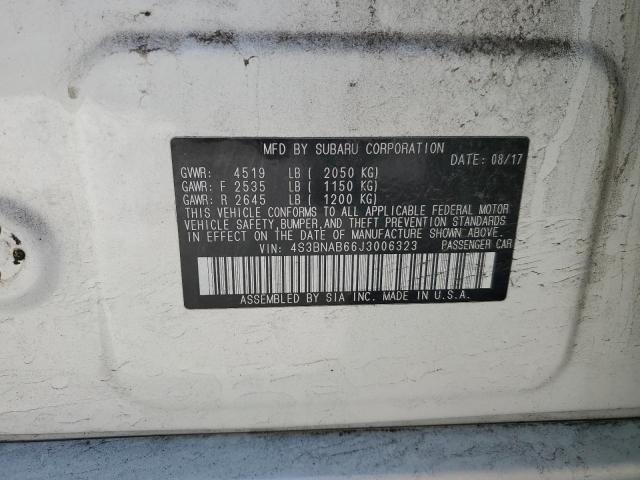 MFD BY SUBARU CORPORATION
DATE: 08/17
GVWR: 4519 LB ( 2050 KG)
GAWR: F 2535 LB ( 1150 KG)
GAWR: R 2645 LB ( 1200 KG)
THIS VEHICLE CONFORMS TO ALL APPLICABLE FEDERAL MOTOR
VEHICLE SAFETY, BUMPER, AND THEFT PREVENTION STANDARDS
IN EFFECT ON THE DATE OF MANUFACTURE SHOWN ABOVE.
VIN: 4S3BNAB66J3006323 PASSENGER CAR
ASSEMBLED BY SIA INC. MADE IN U.S.A.